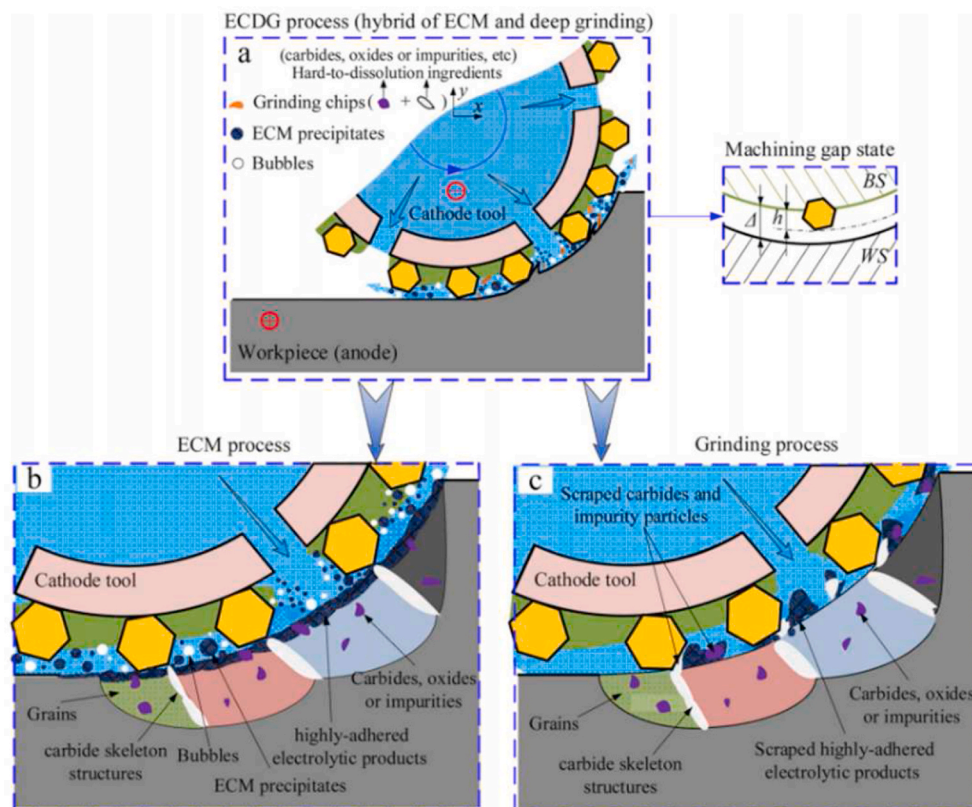 ECDG process (hybrid of ECM and deep grinding)
a
(carbides, oxides or impurities, etc)
Hard-to-dissolution ingredients
Grinding chips( + )
ECM precipitates
Bubbles
y
x
Cathode tool
Workpiece (anode)
Machining gap state
BS
Δ
h
WS
ECM process
b
Cathode tool
Grains
carbide skeleton
structures
Bubbles
ECM precipitates
highly-adhered
electrolytic products
Carbides, oxides
or impurities
Grinding process
c
Scraped carbides and
impurity particles
Cathode tool
Grains
carbide skeleton
structures
Scraped highly-adhered
electrolytic products
Carbides, oxides
or impurities